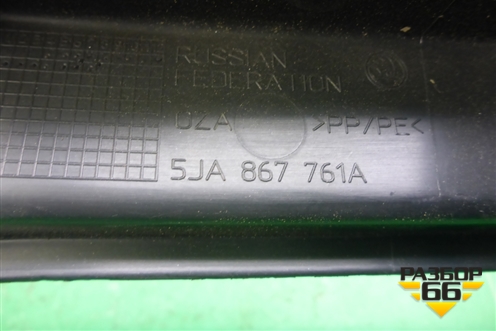 RUSSIAN
FEDERATION
DZA >PP/PE<
5JA 867 761A
РАЗБОР
66